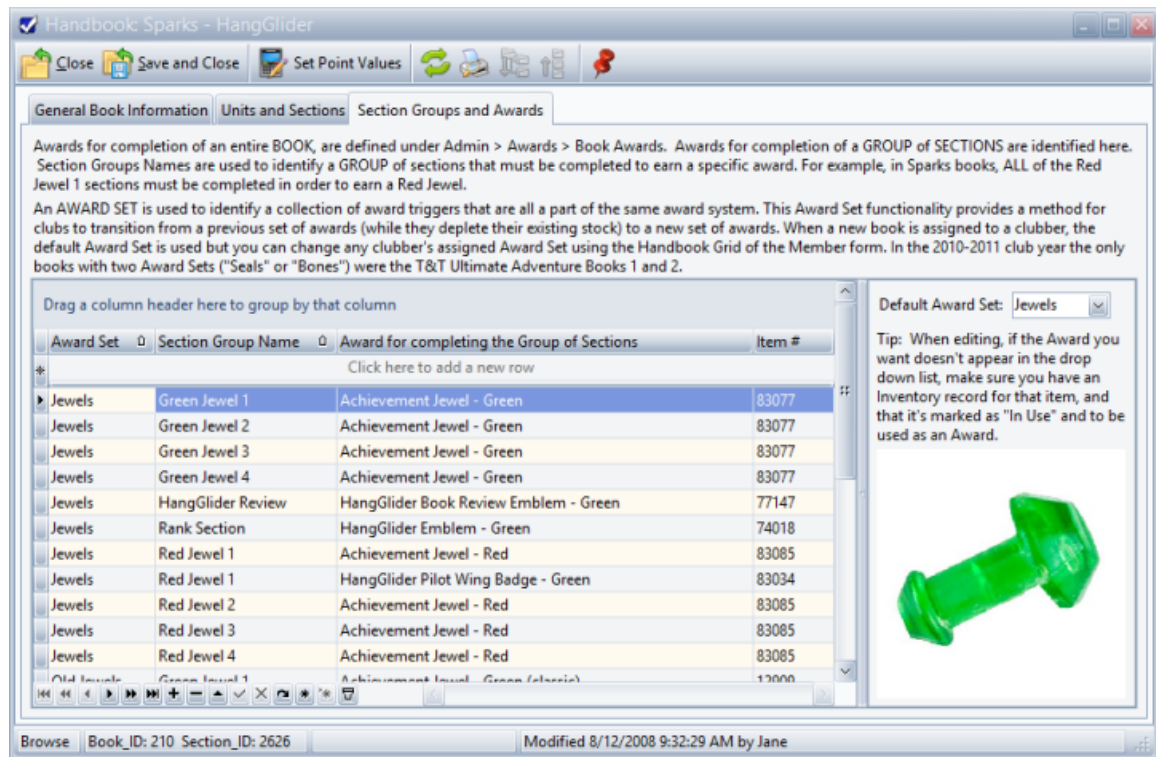 Handbook: Sparks - HangGlider
Close Save and Close Set Point Values
General Book Information Units and Sections Section Groups and Awards
Awards for completion of an entire BOOK, are defined under Admin > Awards > Book Awards. Awards for completion of a GROUP of SECTIONS are identified here.
Section Groups Names are used to identify a GROUP of sections that must be completed to earn a specific award. For example, in Sparks books, ALL of the Red
Jewel 1 sections must be completed in order to earn a Red Jewel.
An AWARD SET is used to identify a collection of award triggers that are all a part of the same award system. This Award Set functionality provides a method for
clubs to transition from a previous set of awards (while they deplete their existing stock) to a new set of awards. When a new book is assigned to a clubber, the
default Award Set is used but you can change any clubber's assigned Award Set using the Handbook Grid of the Member form. In the 2010-2011 club year the only
books with two Award Sets ("Seals" or "Bones") were the T&T Ultimate Adventure Books 1 and 2.
Drag a column header here to group by that column
Award Set Section Group Name Award for completing the Group of Sections Item #
Click here to add a new row
Jewels Green Jewel 1 Achievement Jewel - Green 83077
Jewels Green Jewel 2 Achievement Jewel - Green 83077
Jewels Green Jewel 3 Achievement Jewel - Green 83077
Jewels Green Jewel 4 Achievement Jewel - Green 83077
Jewels HangGlider Review HangGlider Book Review Emblem - Green 77147
Jewels Rank Section HangGlider Emblem - Green 74018
Jewels Red Jewel 1 Achievement Jewel - Red 83085
Jewels Red Jewel 1 HangGlider Pilot Wing Badge - Green 83034
Jewels Red Jewel 2 Achievement Jewel - Red 83085
Jewels Red Jewel 3 Achievement Jewel - Red 83085
Jewels Red Jewel 4 Achievement Jewel - Red 83085
Old Jewels Green Jewel 1 Achievement Jewel - Green (classic)
Default Award Set: Jewels
Tip: When editing, if the Award you
want doesn't appear in the drop
down list, make sure you have an
Inventory record for that item, and
that it's marked as "In Use" and to be
used as an Award.
Browse Book_ID: 210 Section_ID: 2626 Modified 8/12/2008 9:32:29 AM by Jane